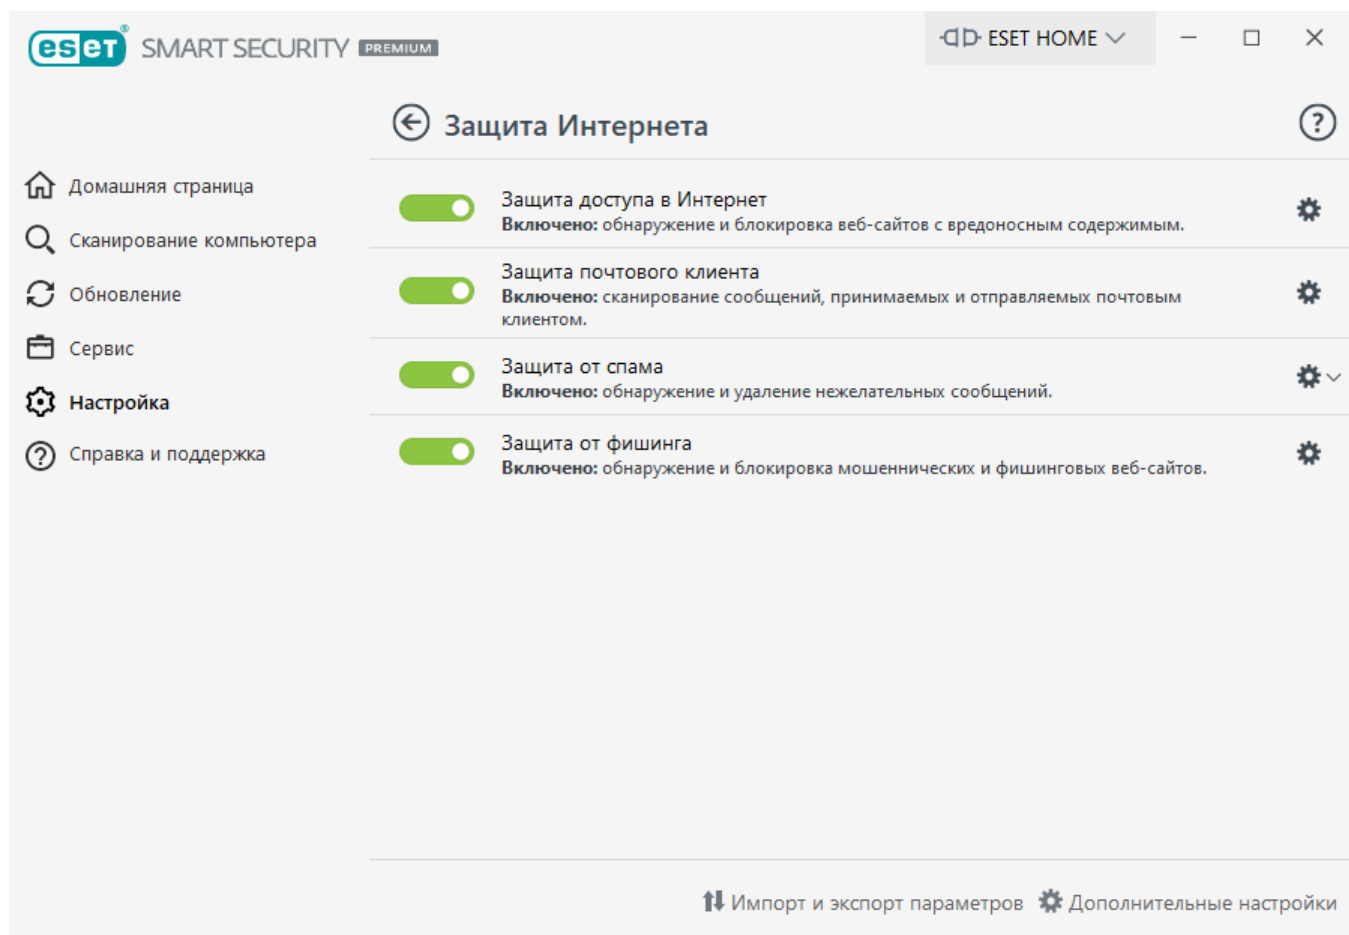 eset® SMART SECURITY PREMIUM
ESET HOME
Защита Интернета
?
Домашняя страница
Сканирование компьютера
Обновление
Сервис
Настройка
Справка и поддержка
Защита доступа в Интернет
Включено: обнаружение и блокировка веб-сайтов с вредоносным содержимым.
Защита почтового клиента
Включено: сканирование сообщений, принимаемых и отправляемых почтовым
клиентом.
Защита от спама
Включено: обнаружение и удаление нежелательных сообщений.
Защита от фишинга
Включено: обнаружение и блокировка мошеннических и фишинговых веб-сайтов.
Импорт и экспорт параметров Дополнительные настройки